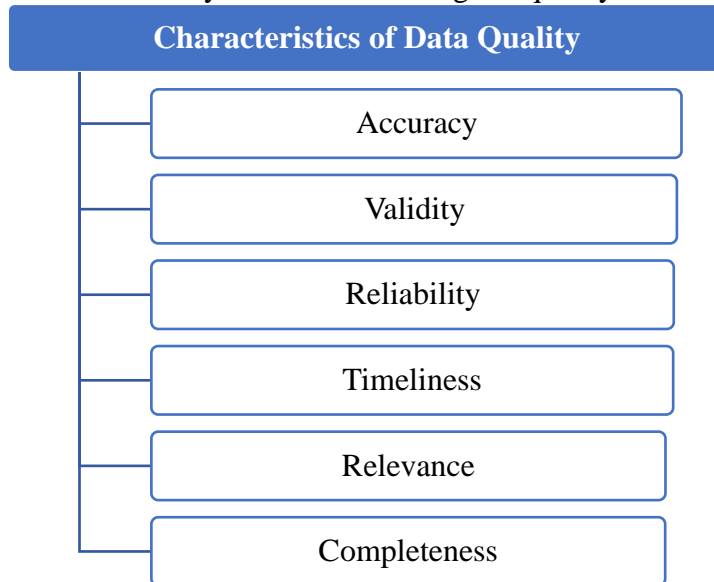 Characteristics of Data Quality
Accuracy
Validity
Reliability
Timeliness
Relevance
Completeness